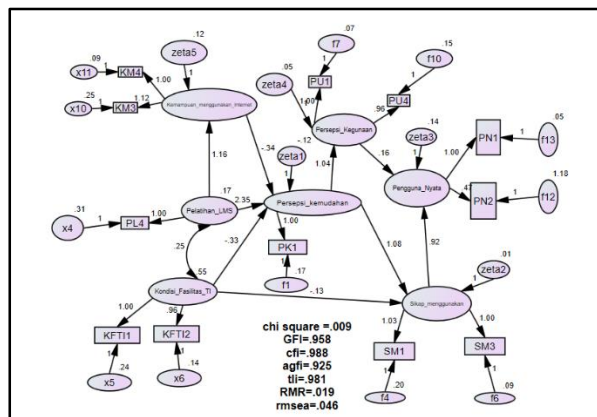 .12
.07
.15
zeta5
f7
f10
.09
x11
1
KM4
1
.05
zeta4
1
PU1
1
1.00
1.00
.96
PU4
.25
x10
1
KM3
1.12
Kemampuan_menggunakan_Internet
Persepsi_Kegunaan
.14
zeta3
-.12
zeta1
-.34
1
1.04
.16
1
1.00
PN1
1
.05
f13
1.16
.31
x4
1
PL4
1.00
.17
Pelatihan_LMS
2.35
Persepsi_kemudahan
Pengguna_Nyata
PN2
1
1.18
f12
.25
-.33
1.00
PK1
1.08
.92
.55
Kondisi_Fasilitas_TI
1
.17
f1
-.13
.01
zeta2
1
Sikap_menggunakan
1.00
.96
KFTI1
KFTI2
1
1
x5
.24
x6
.14
1.03
1.00
SM1
SM3
1
1
f4
.20
f6
.09
chi square =.009
GFI=.958
cfi=.988
agfi=.925
tli=.981
RMR=.019
rmsea=.046